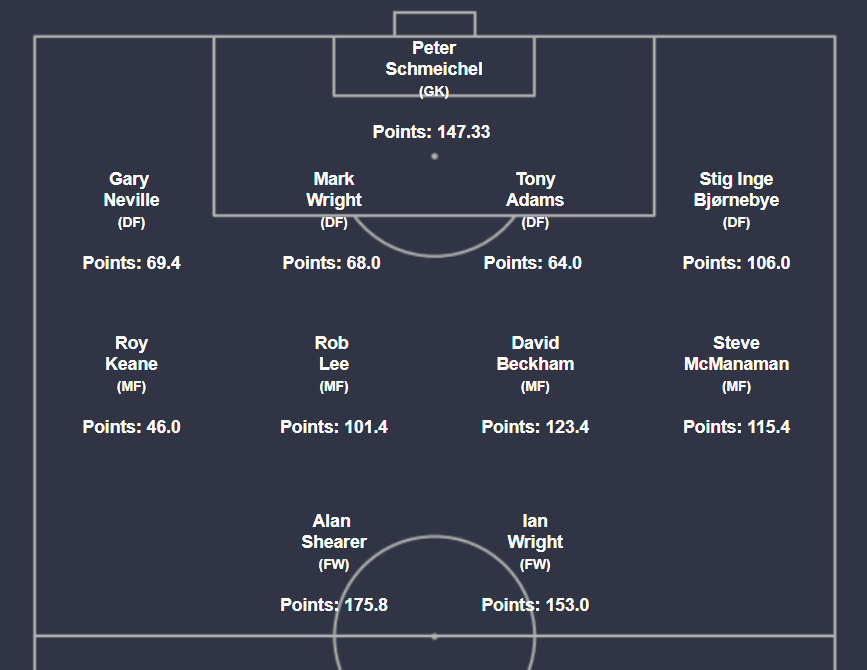 Peter
Schmeichel
(GK)
Points: 147.33
Gary
Neville
(DF)
Points: 69.4
Mark
Wright
(DF)
Points: 68.0
Tony
Adams
(DF)
Points: 64.0
Stig Inge
Bjørnebye
(DF)
Points: 106.0
Roy
Keane
(MF)
Points: 46.0
Rob
Lee
(MF)
Points: 101.4
David
Beckham
(MF)
Points: 123.4
Steve
McManaman
(MF)
Points: 115.4
Alan
Shearer
(FW)
Points: 175.8
Ian
Wright
(FW)
Points: 153.0